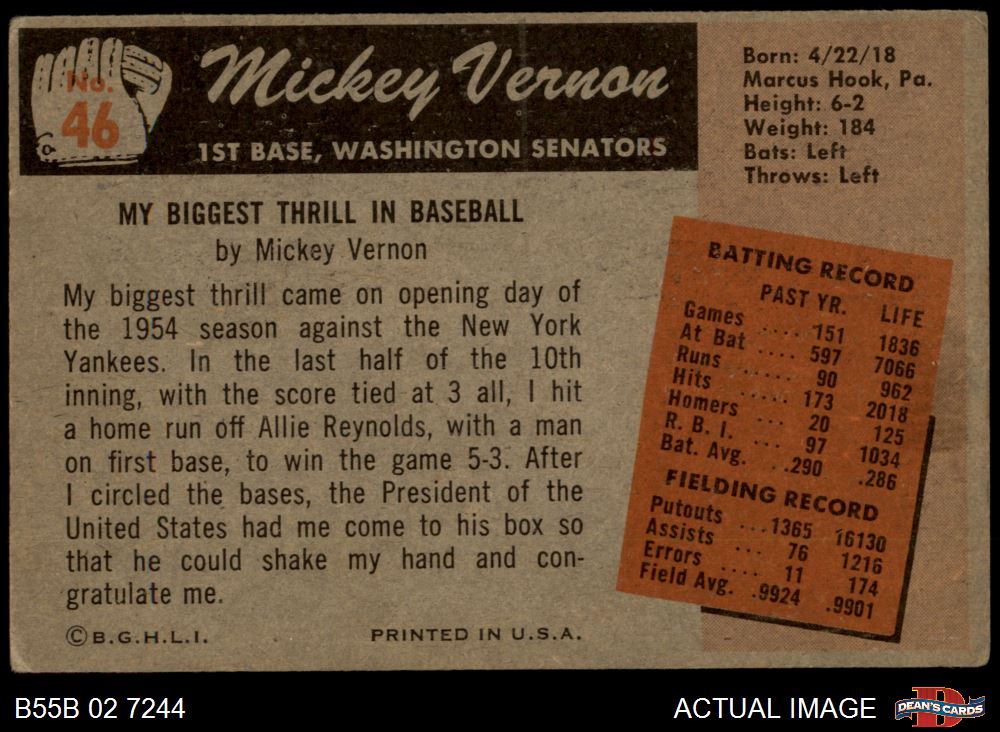 No.
46
Mickey Vernon
1ST BASE, WASHINGTON SENATORS
Born: 4/22/18
Marcus Hook, Pa.
Height: 6-2
Weight: 184
Bats: Left
Throws: Left
MY BIGGEST THRILL IN BASEBALL
by Mickey Vernon
My biggest thrill came on opening day of
the 1954 season against the New York
Yankees. In the last half of the 10th
inning, with the score tied at 3 all, I hit
a home run off Allie Reynolds, with a man
on first base, to win the game 5-3. After
I circled the bases, the President of the
United States had me come to his box so
that he could shake my hand and con-
gratulate me.
©B.G.H.L.I. PRINTED IN U.S.A.
BATTING RECORD
PAST YR. LIFE
Games .... 151 1836
At Bat .... 597 7066
Runs ...... 90 962
Hits ..... 173 2018
Homers .... 20 125
R. B. I. ... 97 1034
Bat. Avg. ..290 .286
FIELDING RECORD
Putouts ...1365 16130
Assists ... 76 1216
Errors .... 11 174
Field Avg. .9924 .9901
B55B 02 7244
ACTUAL IMAGE
D
DEAN'S CARDS